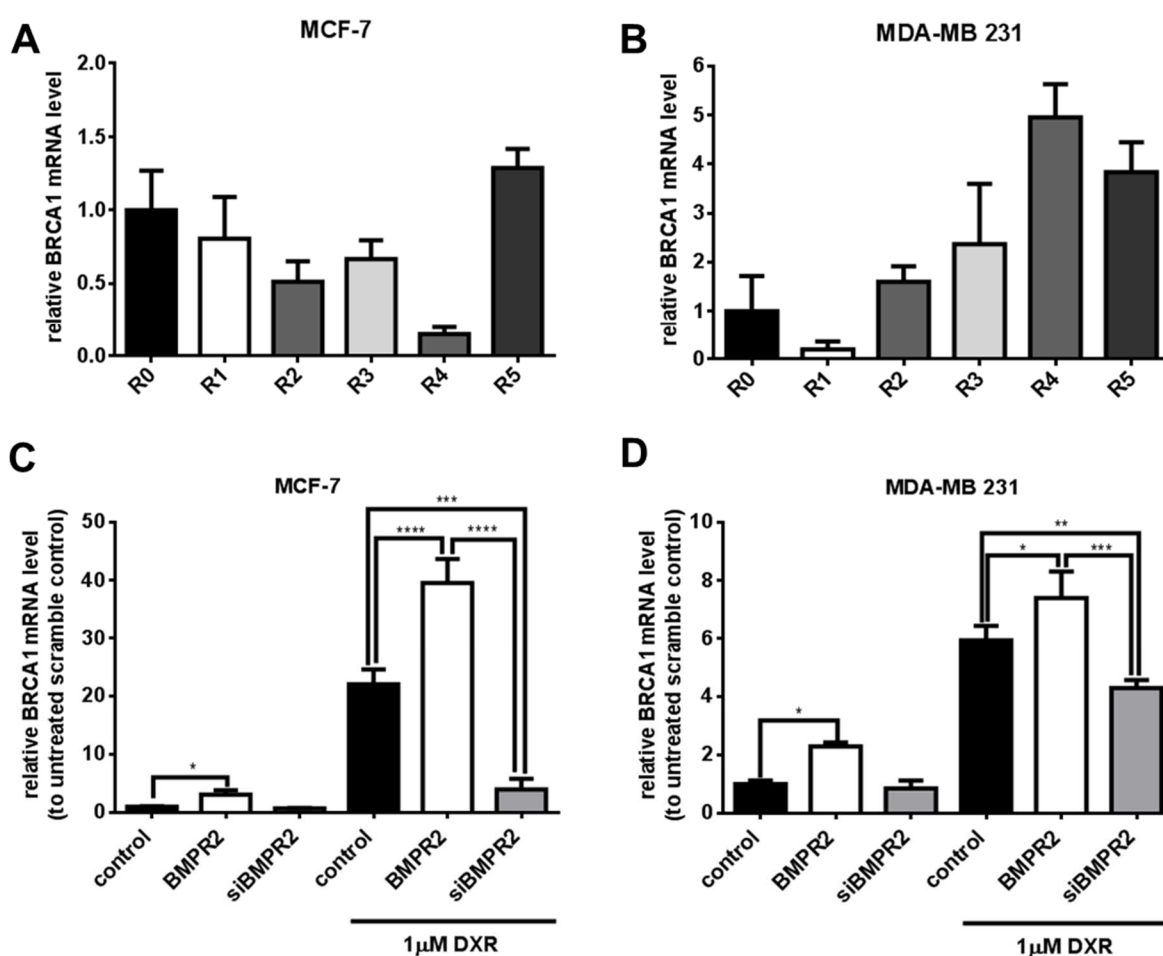 A
MCF-7
relative BRCA1 mRNA level
2.0
1.5
1.0
0.5
0.0
R0
R1
R2
R3
R4
R5
B
MDA-MB 231
relative BRCA1 mRNA level
6
5
4
3
2
1
0
R0
R1
R2
R3
R4
R5
C
MCF-7
relative BRCA1 mRNA level
(to untreated scramble control)
50
40
30
20
10
0
*
***
****
****
control
BMPR2
siBMPR2
control
BMPR2
siBMPR2
1μM DXR
D
MDA-MB 231
relative BRCA1 mRNA level
(to untreated scramble control)
10
8
6
4
2
0
*
**
*
***
control
BMPR2
siBMPR2
control
BMPR2
siBMPR2
1μM DXR